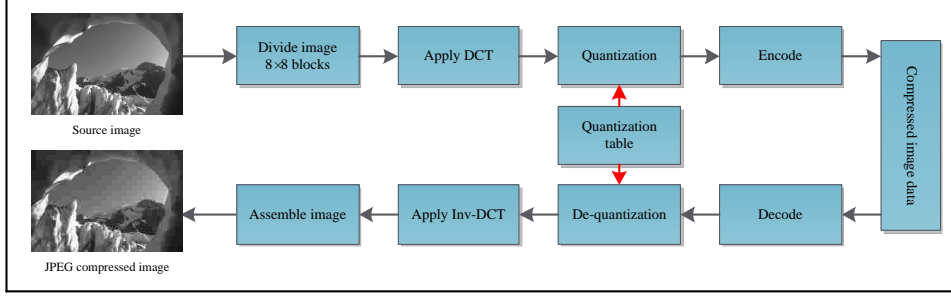 Divide image
8×8 blocks
Apply DCT
Quantization
Encode
Source image
Quantization
table
Compressed image data
Assemble image
Apply Inv-DCT
De-quantization
Decode
JPEG compressed image